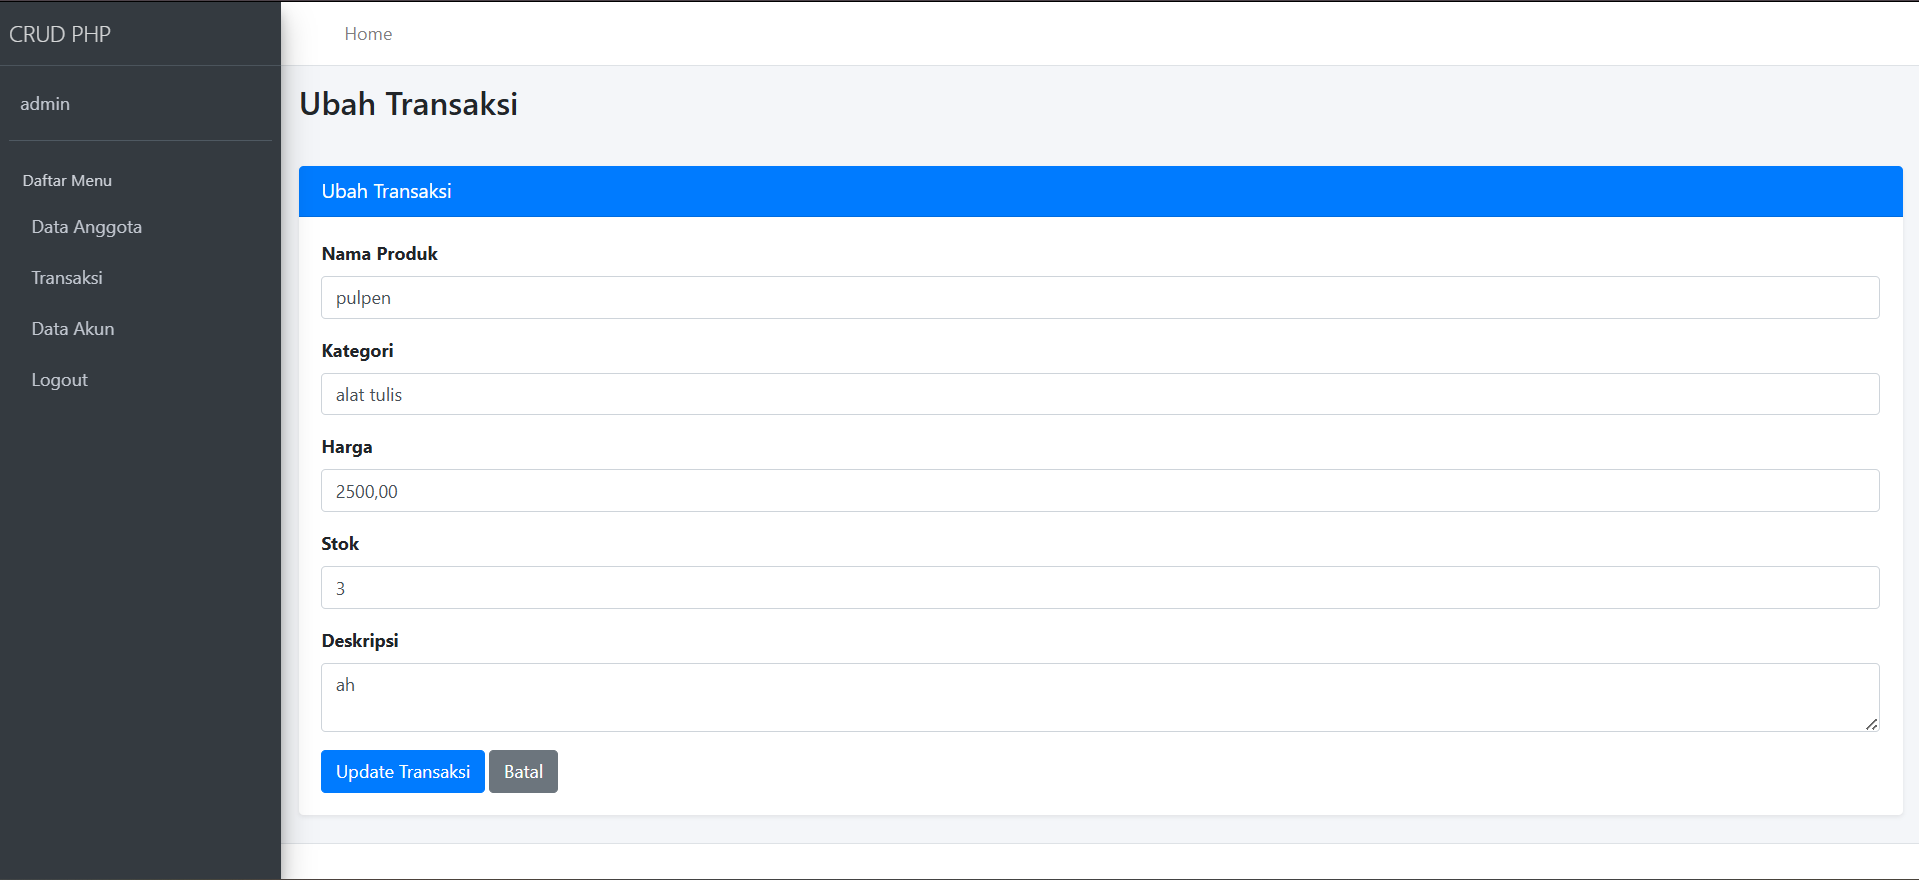 CRUD PHP
admin
Daftar Menu
Data Anggota
Transaksi
Data Akun
Logout
Home
Ubah Transaksi
Ubah Transaksi
Nama Produk
pulpen
Kategori
alat tulis
Harga
2500,00
Stok
3
Deskripsi
ah
Update Transaksi Batal